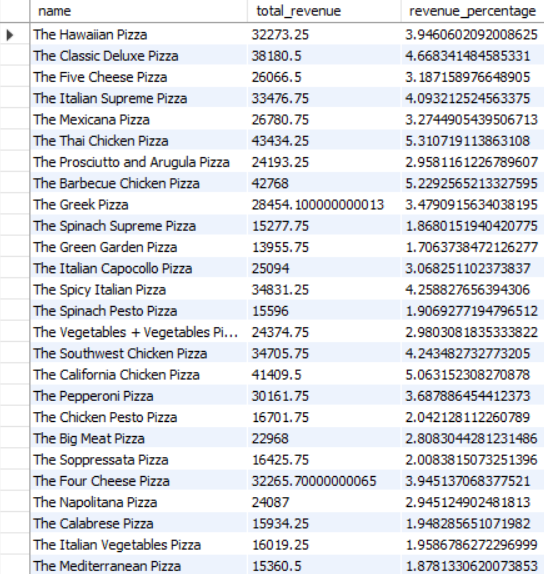 name total_revenue revenue_percentage
The Hawaiian Pizza 32273.25 3.9460602092008625
The Classic Deluxe Pizza 38180.5 4.668341484585331
The Five Cheese Pizza 26066.5 3.187158976648905
The Italian Supreme Pizza 33476.75 4.093212524563375
The Mexicana Pizza 26780.75 3.2744905439506713
The Thai Chicken Pizza 43434.25 5.310719113863108
The Prosciutto and Arugula Pizza 24193.25 2.9581161226789607
The Barbecue Chicken Pizza 42768 5.2292565213327595
The Greek Pizza 28454.100000000013 3.4790915634038195
The Spinach Supreme Pizza 15277.75 1.8680151940420775
The Green Garden Pizza 13955.75 1.7063738472126277
The Italian Capocollo Pizza 25094 3.068251102373837
The Spicy Italian Pizza 34831.25 4.258827656394306
The Spinach Pesto Pizza 15596 1.9069277194796512
The Vegetables + Vegetables Pi... 24374.75 2.9803081835333822
The Southwest Chicken Pizza 34705.75 4.243482732773205
The California Chicken Pizza 41409.5 5.063152308270878
The Pepperoni Pizza 30161.75 3.687886454412373
The Chicken Pesto Pizza 16701.75 2.042128112260789
The Big Meat Pizza 22968 2.8083044281231486
The Soppressata Pizza 16425.75 2.0083815073251396
The Four Cheese Pizza 32265.70000000065 3.945137068377521
The Napolitana Pizza 24087 2.945124902481813
The Calabrese Pizza 15934.25 1.948285651071982
The Italian Vegetables Pizza 16019.25 1.9586786272296999
The Mediterranean Pizza 15360.5 1.8781330620073853